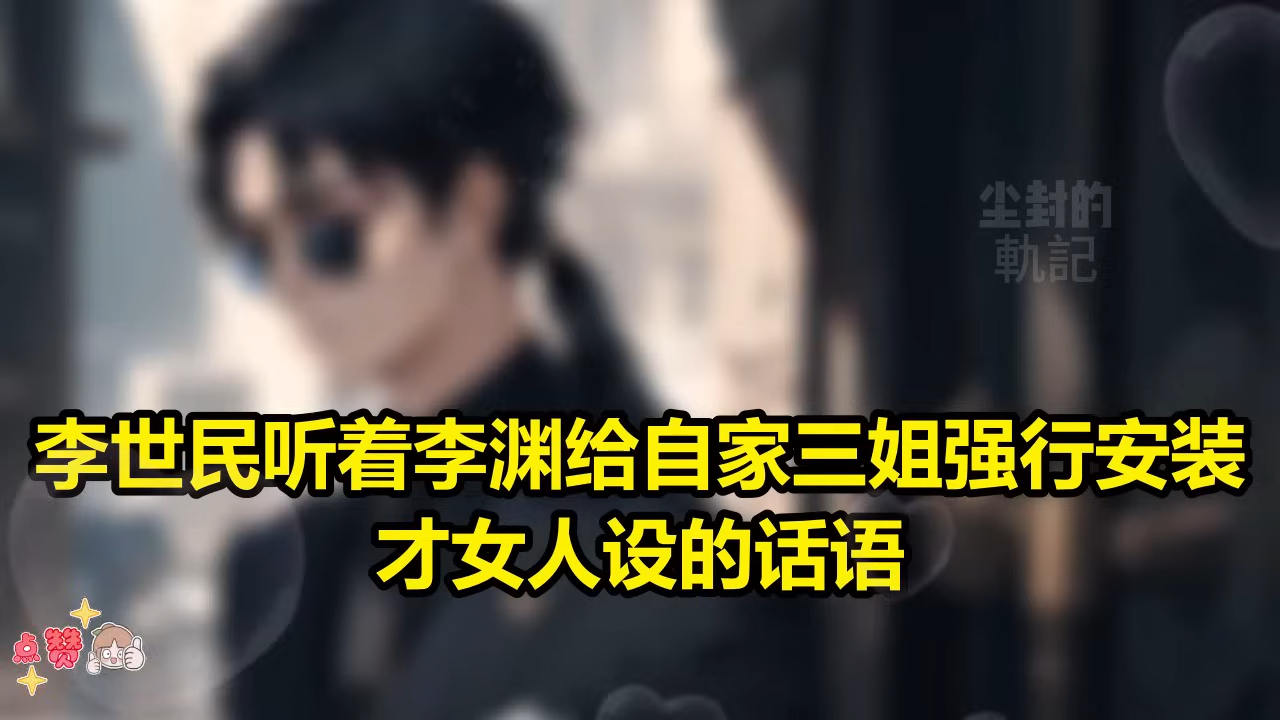 尘封的
軌記
李世民听着李渊给自家三姐强行安装
才女人设的话语
点赞